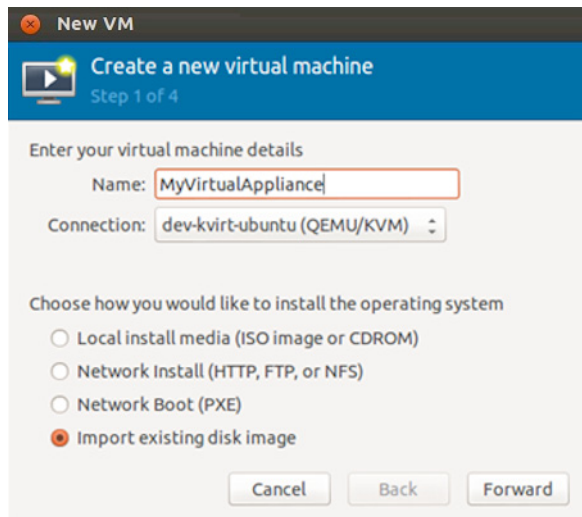 New VM
Create a new virtual machine
Step 1 of 4
Enter your virtual machine details
Name: MyVirtualAppliance
Connection: dev-kvirt-ubuntu (QEMU/KVM)
Choose how you would like to install the operating system
Local install media (ISO image or CDROM)
Network Install (HTTP, FTP, or NFS)
Network Boot (PXE)
Import existing disk image
Cancel Back Forward